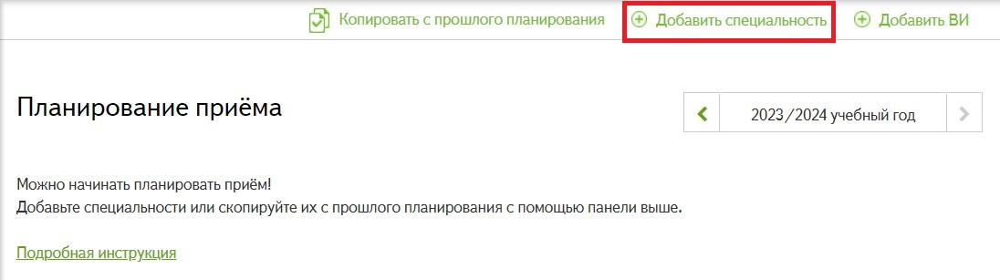 Копировать с прошлого планирования Добавить специальность Добавить ВИ
Планирование приёма
2023/2024 учебный год
Можно начинать планировать приём!
Добавьте специальности или скопируйте их с прошлого планирования с помощью панели выше.
Подробная инструкция